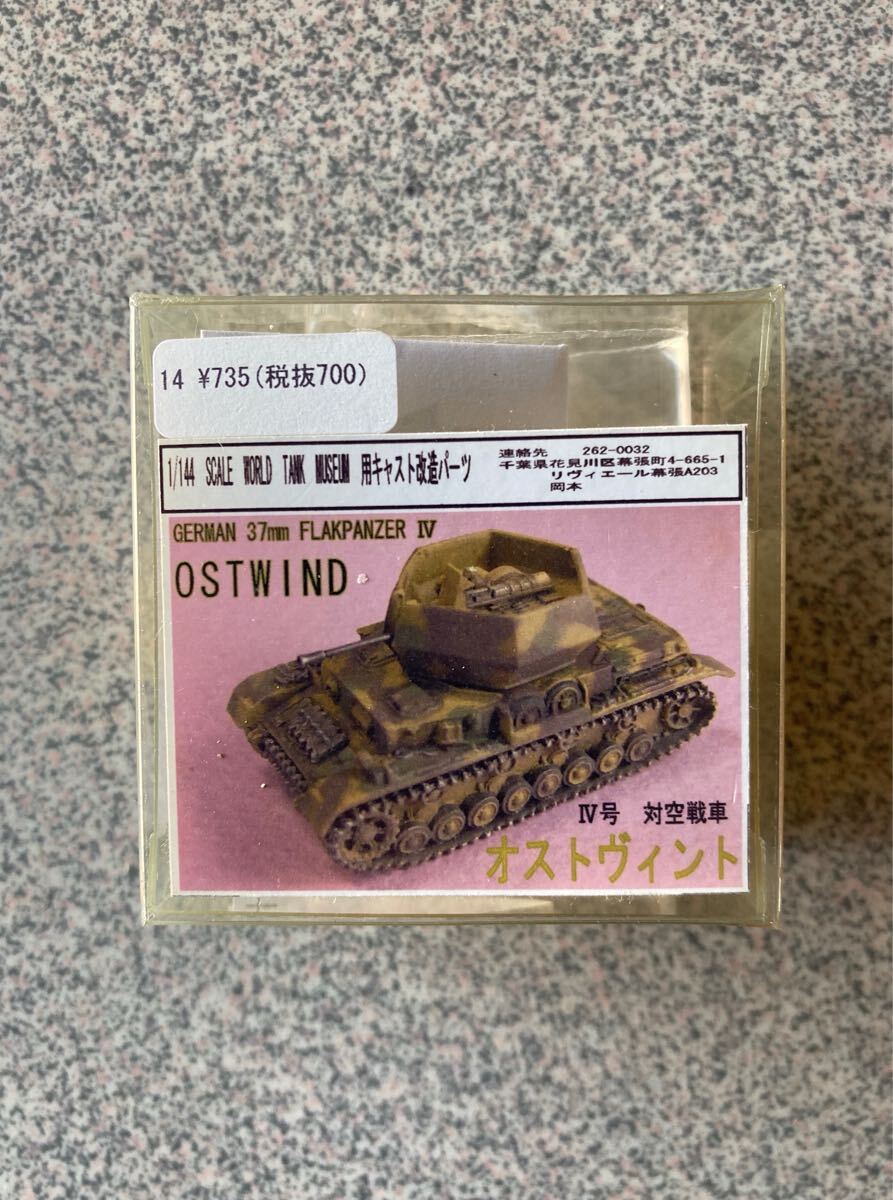 14 ¥735(税抜700)
1/144 SCALE WORLD TANK MUSEUM 用キャスト改造パーツ
連絡先 262-0032
千葉県花見川区幕張町4-665-1
リヴィエール幕張A203
岡本
GERMAN 37mm FLAKPANZER Ⅳ
OSTWIND
Ⅳ号 対空戦車
オストヴィント